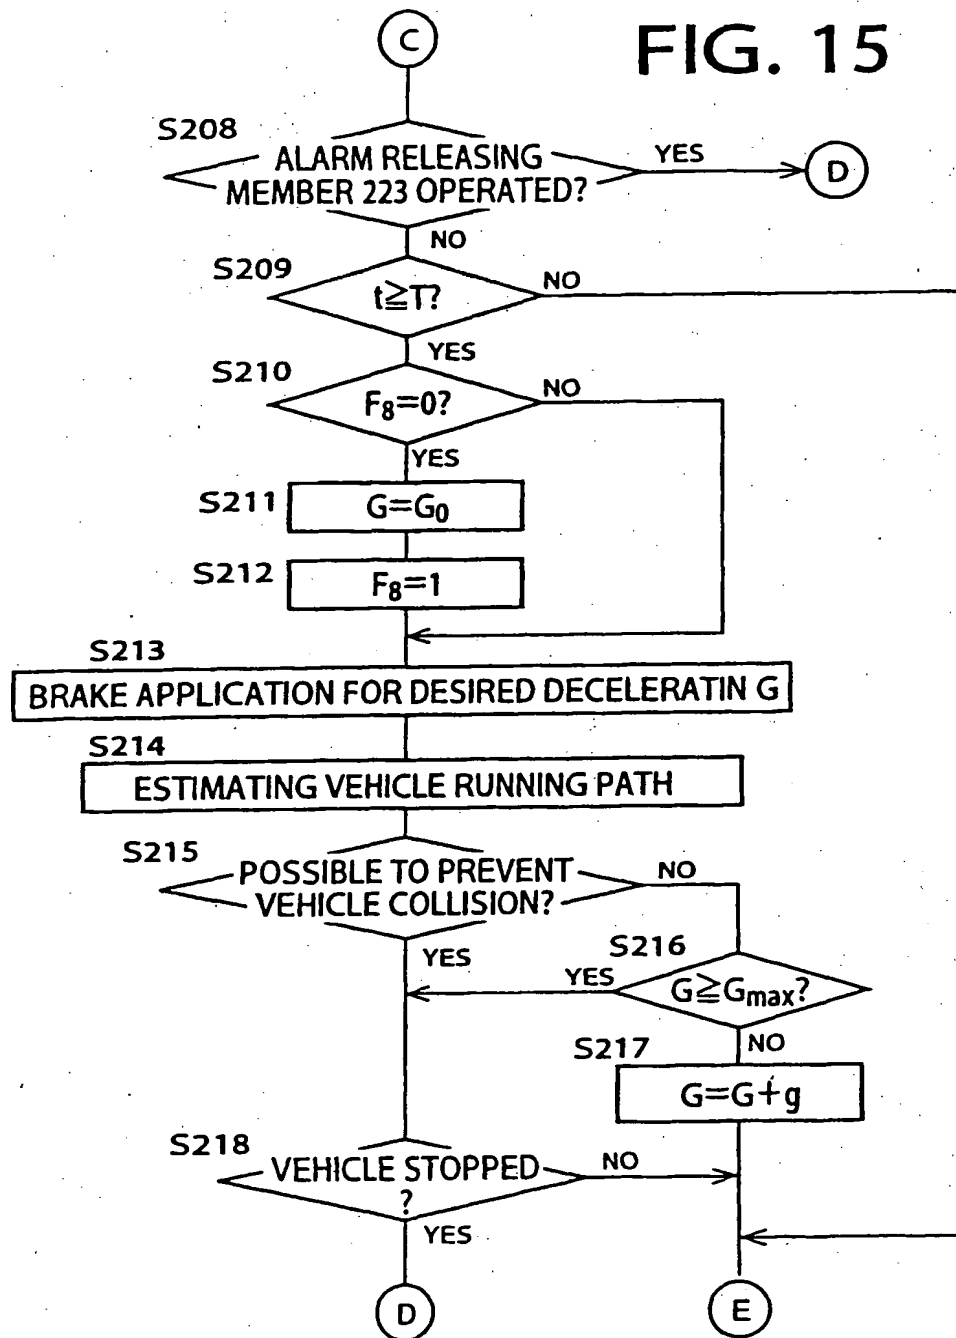 FIG. 15
C
S208
ALARM RELEASING
MEMBER 223 OPERATED?
YES
D
NO
S209
t≧T?
NO
YES
S210
F8=0?
NO
YES
S211
G=G0
S212
F8=1
S213
BRAKE APPLICATION FOR DESIRED DECELERATIN G
S214
ESTIMATING VEHICLE RUNNING PATH
S215
POSSIBLE TO PREVENT
VEHICLE COLLISION?
NO
YES
S216
G≧Gmax?
YES
NO
S217
G=G+g
S218
VEHICLE STOPPED
?
NO
YES
D
E